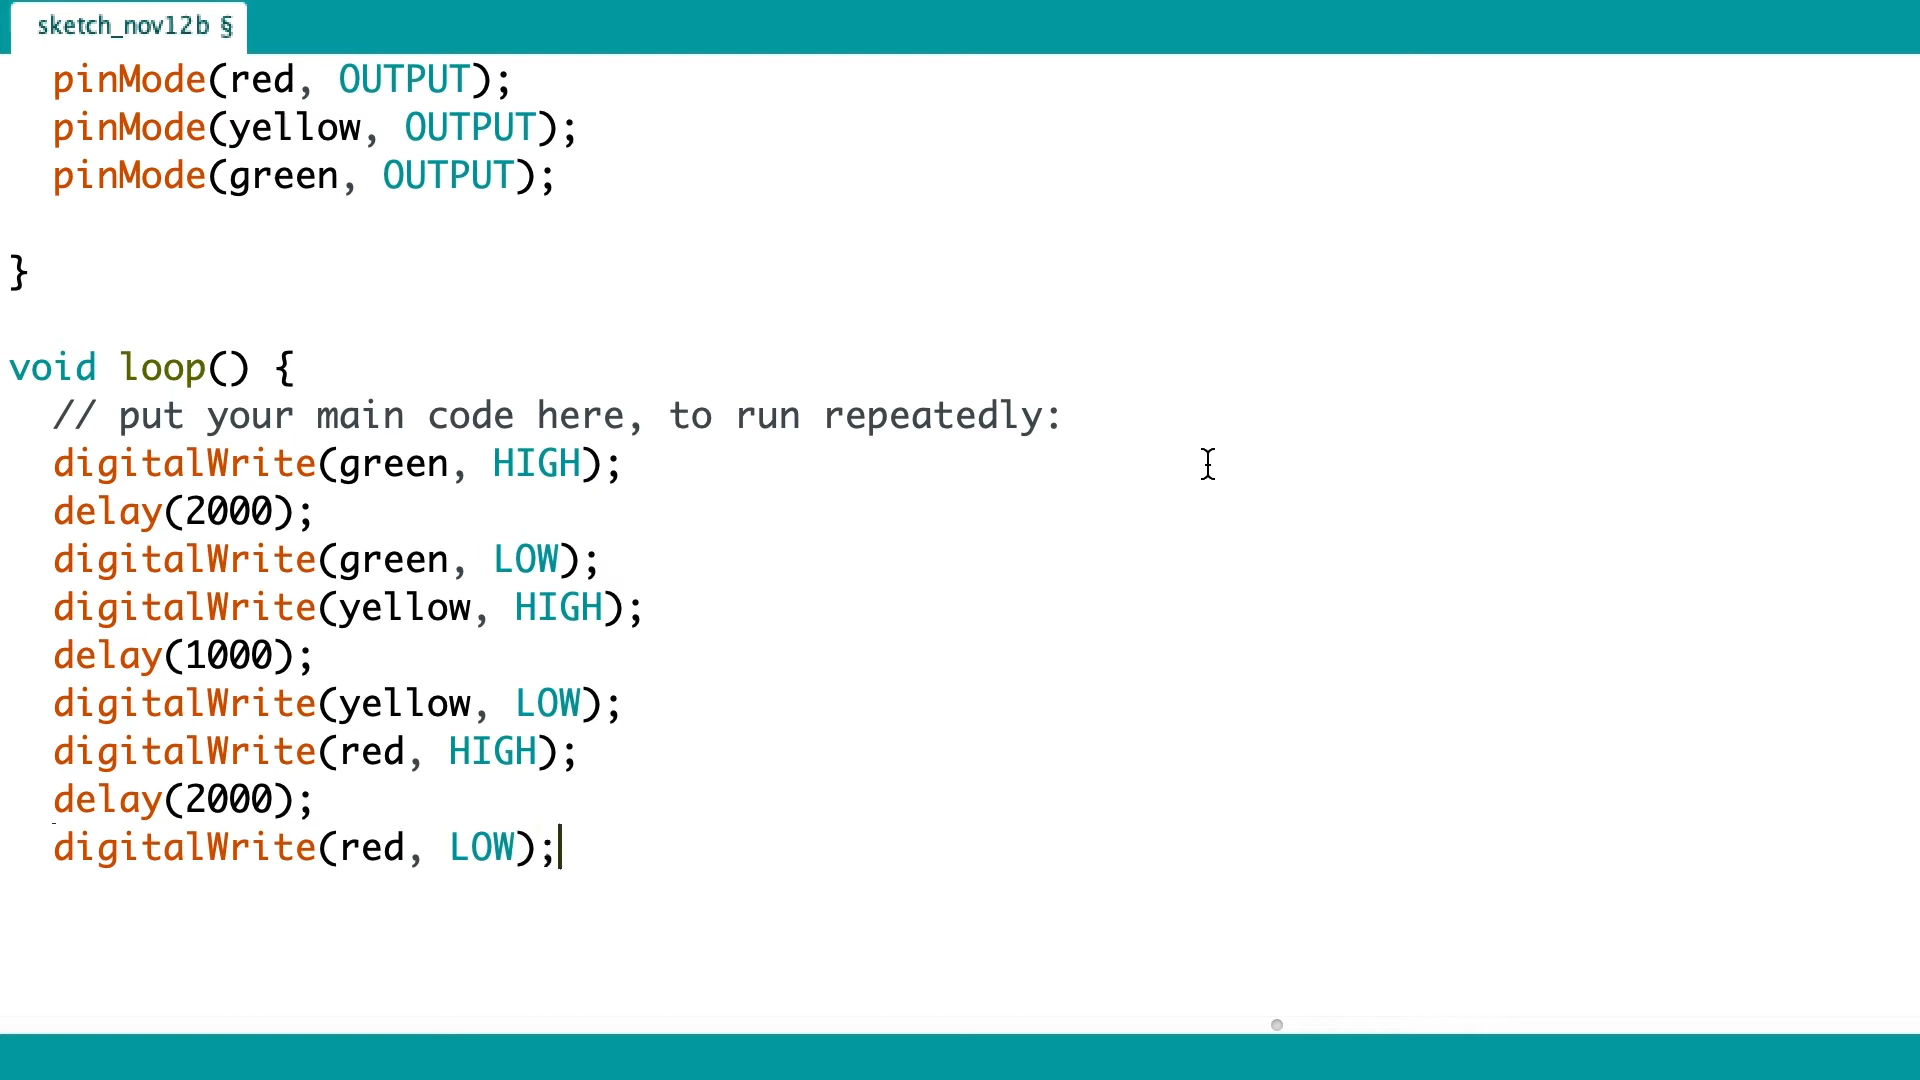 sketch_nov12b §
pinMode(red, OUTPUT);
pinMode(yellow, OUTPUT);
pinMode(green, OUTPUT);
}
void loop() {
// put your main code here, to run repeatedly:
digitalWrite(green, HIGH);
delay(2000);
digitalWrite(green, LOW);
digitalWrite(yellow, HIGH);
delay(1000);
digitalWrite(yellow, LOW);
digitalWrite(red, HIGH);
delay(2000);
digitalWrite(red, LOW);